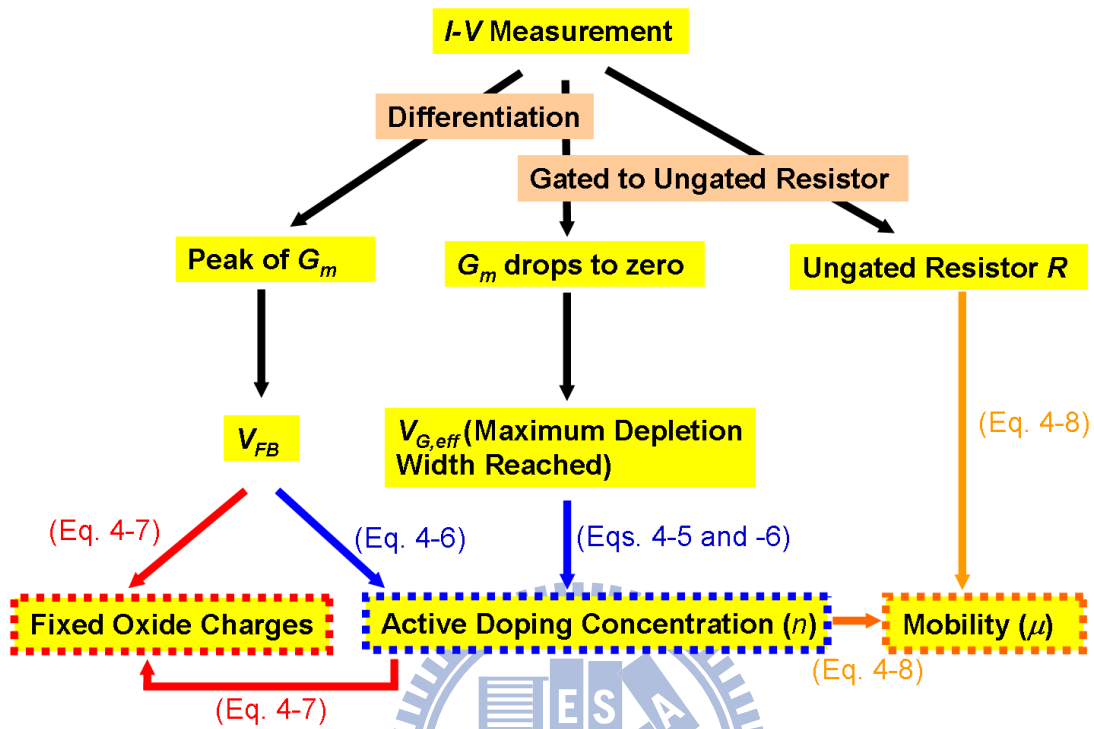 I-V Measurement
Differentiation
Gated to Ungated Resistor
Peak of Gm
Gm drops to zero
Ungated Resistor R
VFB
VG,eff (Maximum Depletion
Width Reached)
(Eq. 4-8)
(Eq. 4-7)
(Eq. 4-6)
(Eqs. 4-5 and -6)
Fixed Oxide Charges
Active Doping Concentration (n)
Mobility (μ)
(Eq. 4-8)
(Eq. 4-7)
ESA